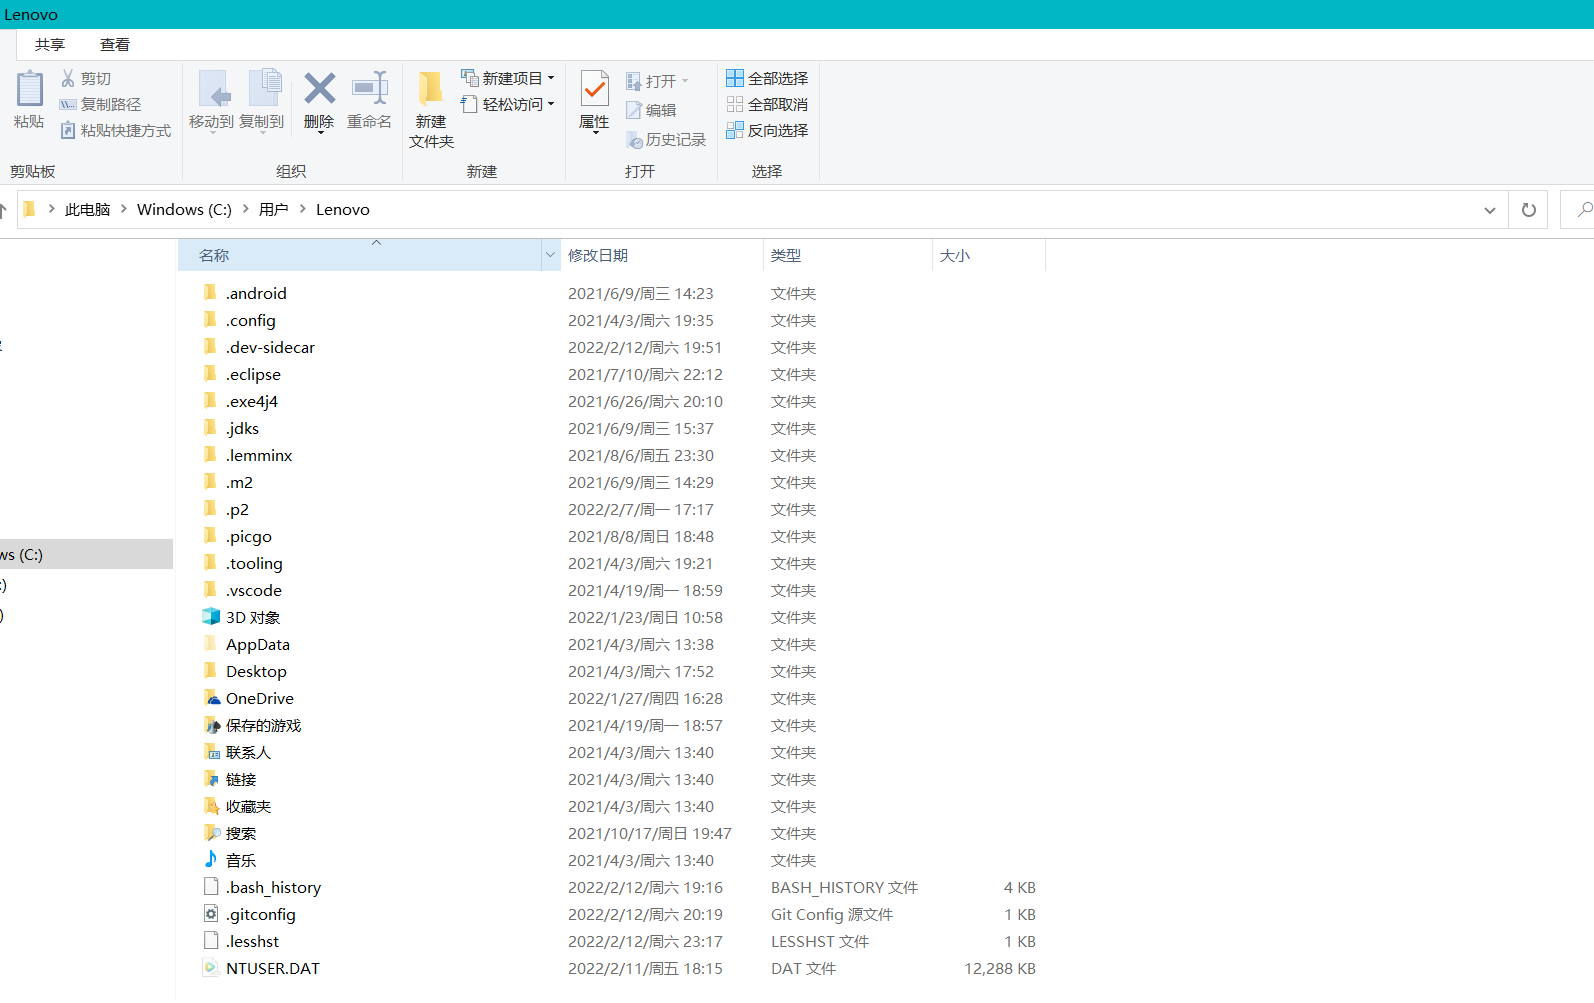 Lenovo
共享 查看
剪切
复制路径
粘贴快捷方式
粘贴
剪贴板
移动到 复制到 删除 重命名
组织
新建
文件夹
新建项目
轻松访问
新建
属性
打开
编辑
历史记录
打开
全部选择
全部取消
反向选择
选择
此电脑 > Windows (C:) > 用户 > Lenovo
名称 修改日期 类型 大小
.android 2021/6/9/周三 14:23 文件夹
.config 2021/4/3/周六 19:35 文件夹
.dev-sidecar 2022/2/12/周六 19:51 文件夹
.eclipse 2021/7/10/周六 22:12 文件夹
.exe4j4 2021/6/26/周六 20:10 文件夹
.jdks 2021/6/9/周三 15:37 文件夹
.lemminx 2021/8/6/周五 23:30 文件夹
.m2 2021/6/9/周三 14:29 文件夹
.p2 2022/2/7/周一 17:17 文件夹
.picgo 2021/8/8/周日 18:48 文件夹
.tooling 2021/4/3/周六 19:21 文件夹
.vscode 2021/4/19/周一 18:59 文件夹
3D 对象 2022/1/23/周日 10:58 文件夹
AppData 2021/4/3/周六 13:38 文件夹
Desktop 2021/4/3/周六 17:52 文件夹
OneDrive 2022/1/27/周四 16:28 文件夹
保存的游戏 2021/4/19/周一 18:57 文件夹
联系人 2021/4/3/周六 13:40 文件夹
链接 2021/4/3/周六 13:40 文件夹
收藏夹 2021/4/3/周六 13:40 文件夹
搜索 2021/10/17/周日 19:47 文件夹
音乐 2021/4/3/周六 13:40 文件夹
.bash_history 2022/2/12/周六 19:16 BASH_HISTORY 文件 4 KB
.gitconfig 2022/2/12/周六 20:19 Git Config 源文件 1 KB
.lesshst 2022/2/12/周六 23:17 LESSHST 文件 1 KB
NTUSER.DAT 2022/2/11/周五 18:15 DAT 文件 12,288 KB
ws (C:)
:)
)